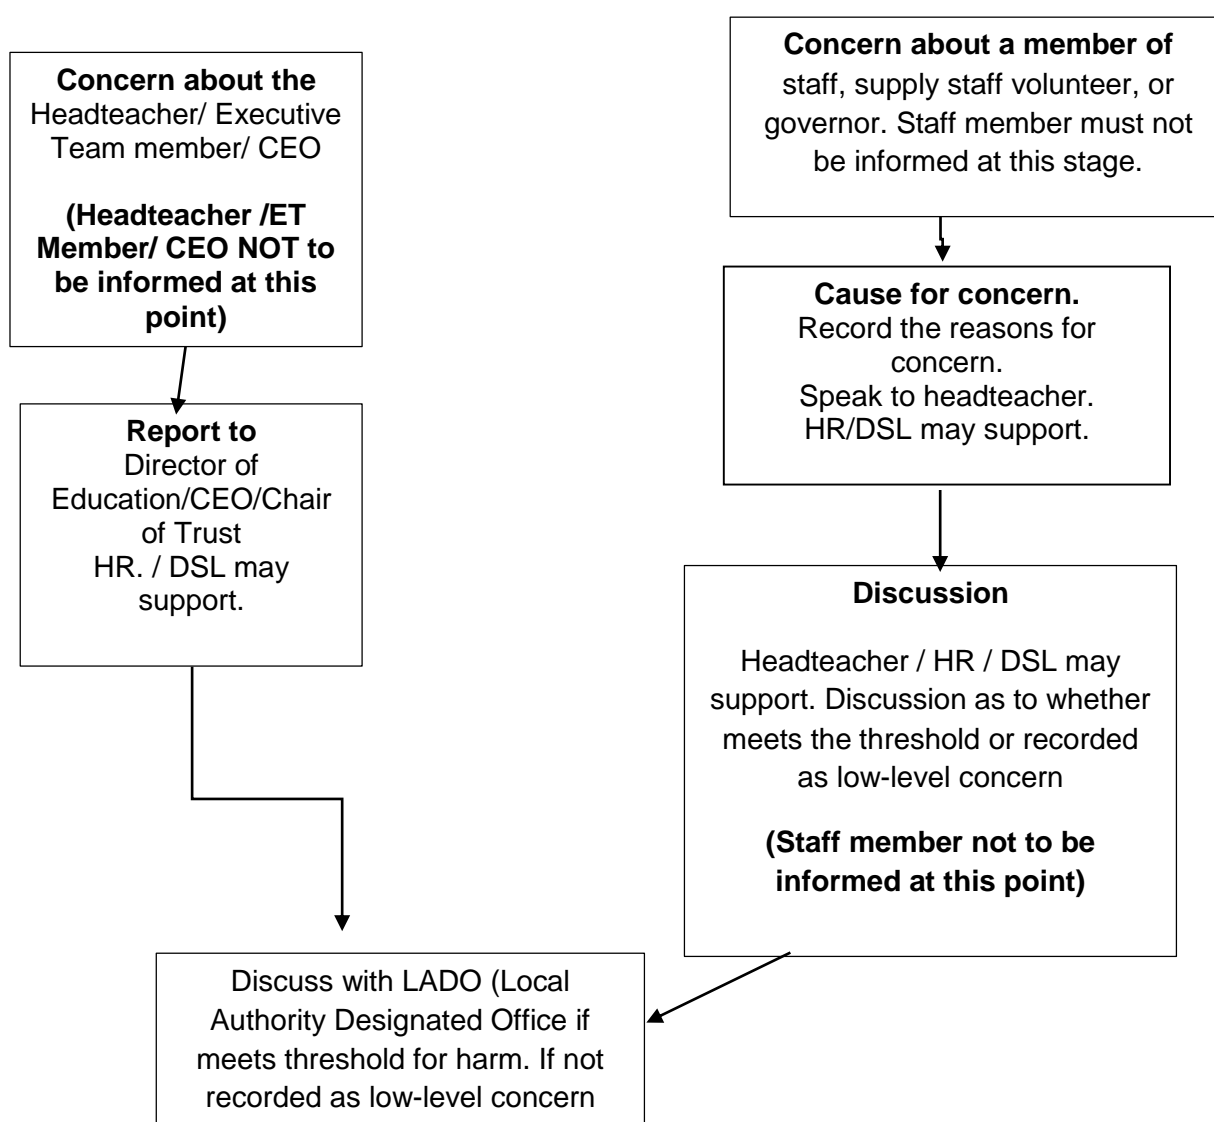 Concern about the
Headteacher/ Executive
Team member/ CEO
(Headteacher /ET
Member/ CEO NOT to
be informed at this
point)
Report to
Director of
Education/CEO/Chair
of Trust
HR. / DSL may
support.
Concern about a member of
staff, supply staff volunteer, or
governor. Staff member must not
be informed at this stage.
Cause for concern.
Record the reasons for
concern.
Speak to headteacher.
HR/DSL may support.
Discussion
Headteacher / HR / DSL may
support. Discussion as to whether
meets the threshold or recorded
as low-level concern
(Staff member not to be
informed at this point)
Discuss with LADO (Local
Authority Designated Office if
meets threshold for harm. If not
recorded as low-level concern